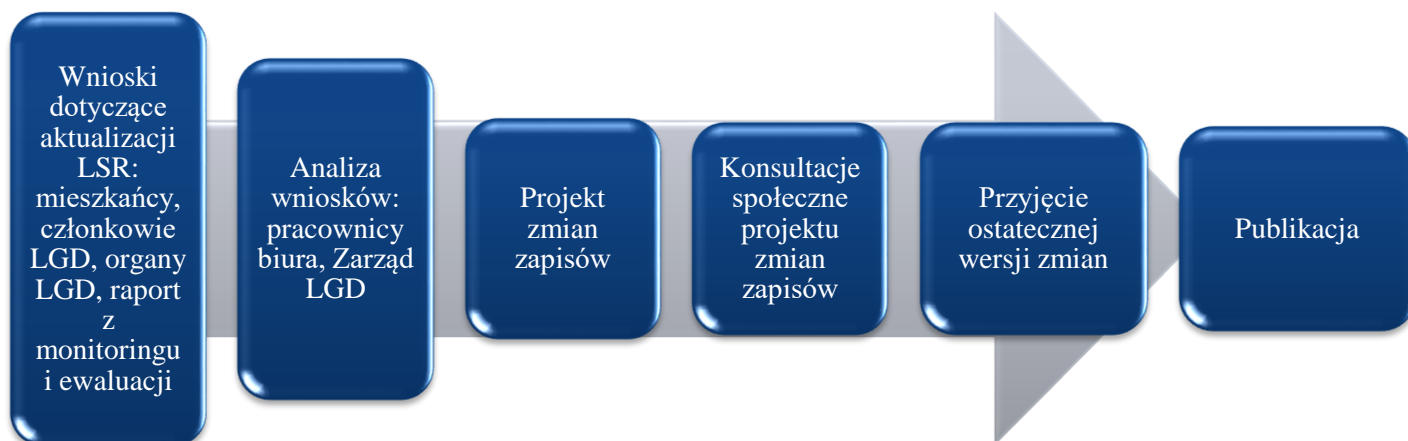 Wnioski
dotyczące
aktualizacji
LSR:
mieszkańcy,
członkowie
LGD, organy
LGD, raport
z
monitoringu
i ewaluacji
Analiza
wniosków:
pracownicy
biura, Zarząd
LGD
Projekt
zmian
zapisów
Konsultacje
społeczne
projektu
zmian
zapisów
Przyjęcie
ostatecznej
wersji zmian
Publikacja